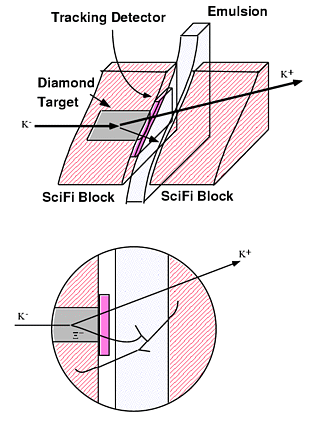 Emulsion
Tracking Detector
K+
Diamond
Target
K-
SciFi Block
SciFi Block
K+
K-
Ξ-